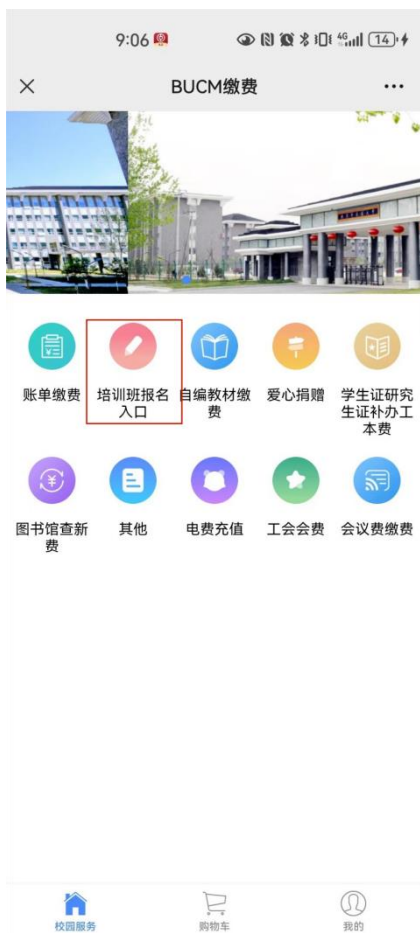 9:06 4G 14
BUCM缴费
账单缴费 培训班报名 自编教材缴 爱心捐赠 学生证研究
入口 费 生证补办工
本费
图书馆查新 其他 电费充值 工会会费 会议费缴费
费
校园服务 购物车 我的